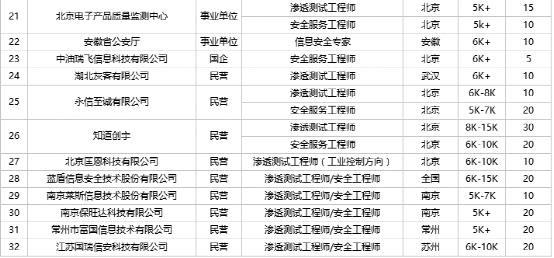 21 北京电子产品质量监测中心 事业单位 渗透测试工程师 北京 5K+ 15
安全服务工程师 北京 5k+ 10
22 安徽省公安厅 事业单位 信息安全专家 安徽 6K+ 10
23 中油瑞飞信息科技有限公司 国企 安全服务工程师 北京 6K+ 5
24 湖北灰客有限公司 民营 渗透测试工程师 武汉 6K+ 10
25 永信至诚有限公司 民营 渗透测试工程师 北京 6K-8K 10
安全服务工程师 北京 5K-7K 20
26 知道创宇 民营 渗透测试工程师 北京 8K-15K 30
安全服务工程师 北京 6K-10K 20
27 北京匡恩科技有限公司 民营 渗透测试工程师（工业控制方向） 北京 6K-10K 10
28 蓝盾信息安全技术股份有限公司 民营 渗透测试工程师/安全工程师 全国 6K-15K 20
29 南京莱斯信息技术股份有限公司 民营 渗透测试工程师/安全工程师 南京 5K-7K 10
30 南京保旺达科技有限公司 民营 渗透测试工程师/安全工程师 南京 5K+ 20
31 常州市富国信息技术有限公司 民营 渗透测试工程师/安全工程师 常州 5K+ 20
32 江苏国瑞信安科技有限公司 民营 渗透测试工程师/安全工程师 苏州 6K-10K 20